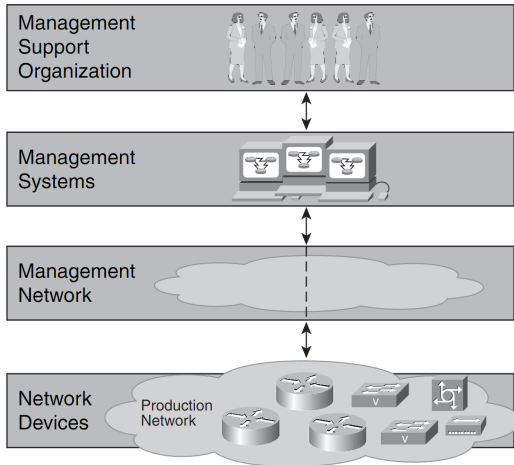 Management
Support
Organization
Management
Systems
Management
Network
Network
Devices
Production
Network
V
V